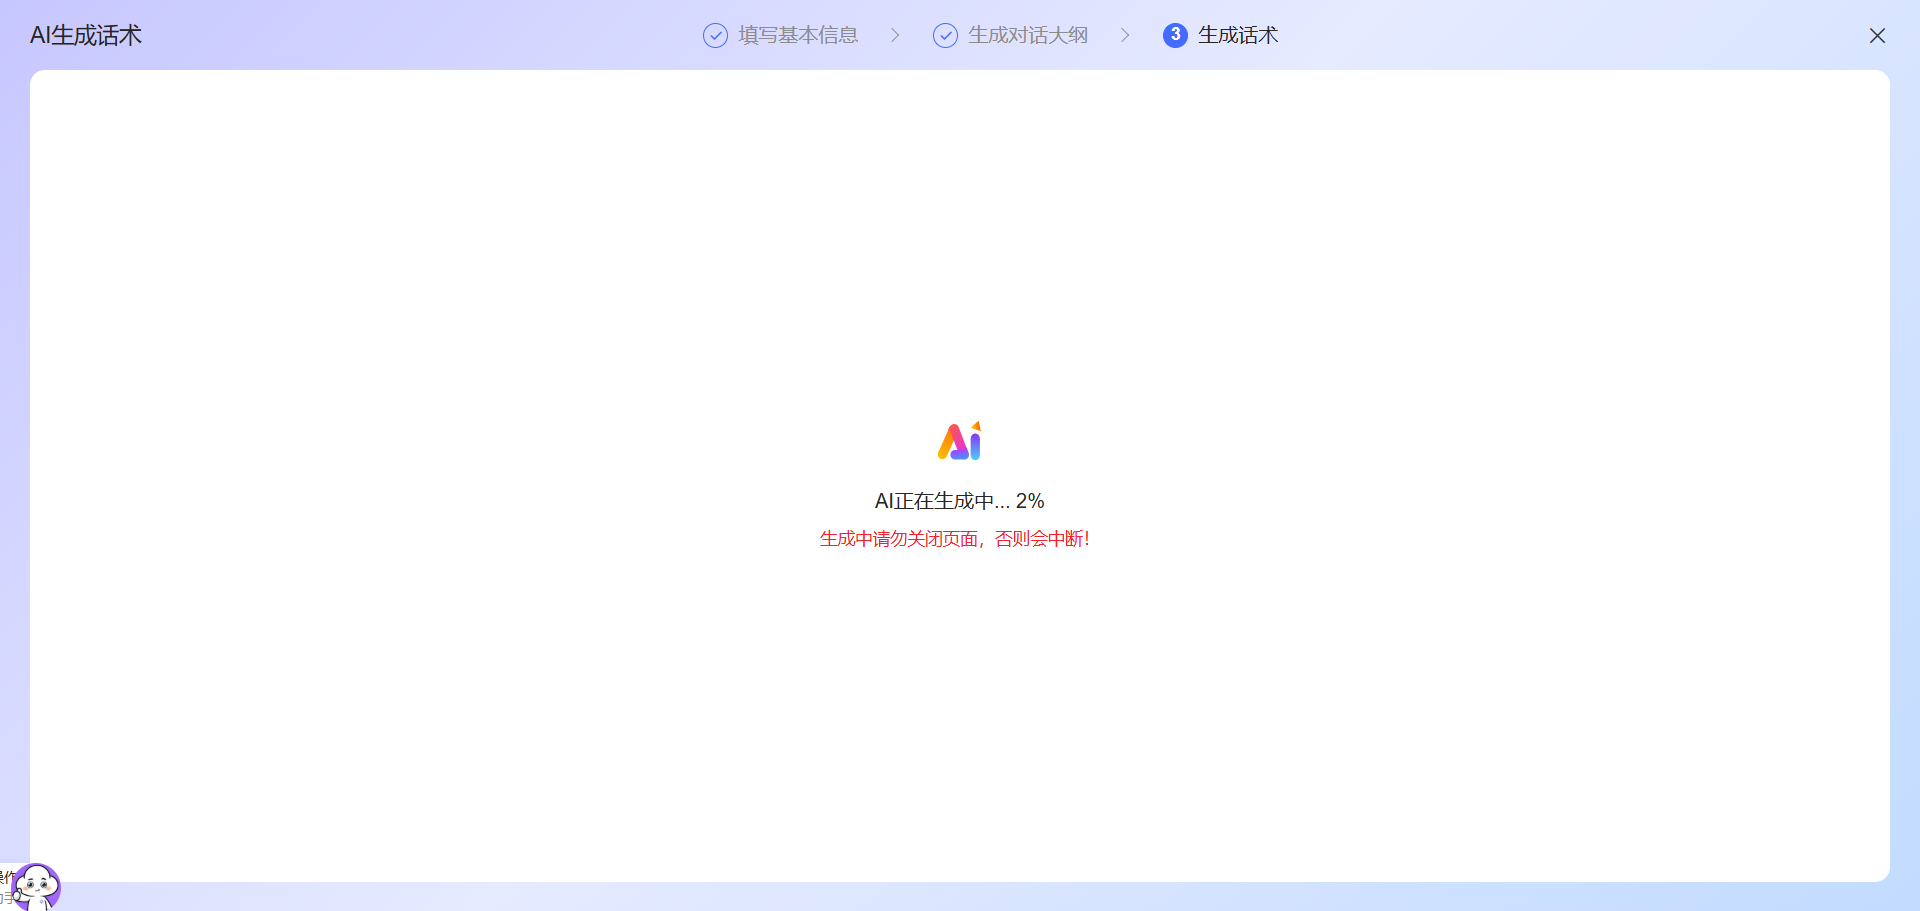 AI生成话术
填写基本信息
生成对话大纲
3 生成话术
Ai
AI正在生成中... 2%
生成中请勿关闭页面，否则会中断！